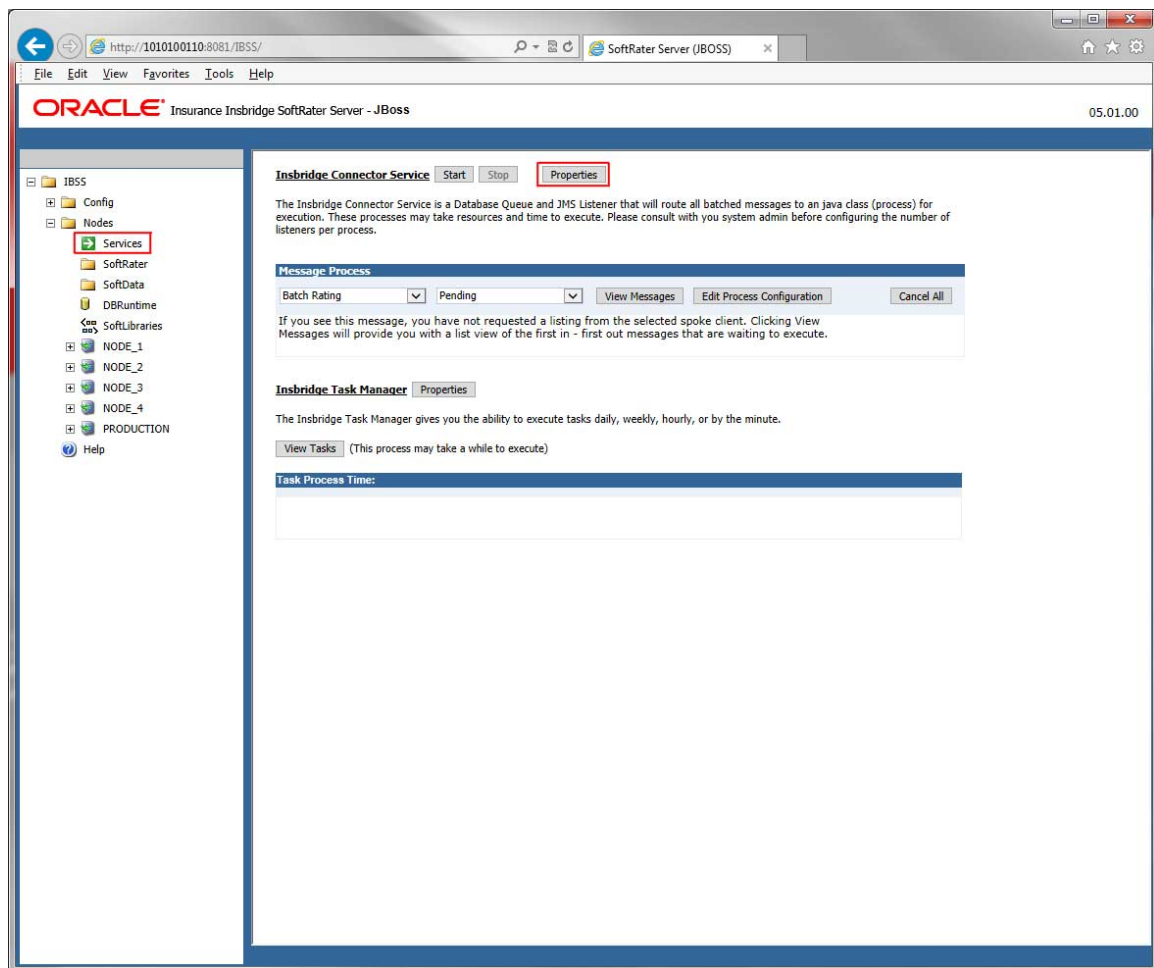 http://1010100110:8081/IBSS/
SoftRater Server (JBOSS)
File Edit View Favorites Tools Help
ORACLE Insurance Insbridge SoftRater Server - JBoss
05.01.00
IBSS
Config
Nodes
Services
SoftRater
SoftData
DBRuntime
SoftLibraries
NODE_1
NODE_2
NODE_3
NODE_4
PRODUCTION
Help
Insbridge Connector Service Start Stop Properties
The Insbridge Connector Service is a Database Queue and JMS Listener that will route all batched messages to an java class (process) for
execution. These processes may take resources and time to execute. Please consult with you system admin before configuring the number of
listeners per process.
Message Process
Batch Rating Pending View Messages Edit Process Configuration Cancel All
If you see this message, you have not requested a listing from the selected spoke client. Clicking View
Messages will provide you with a list view of the first in - first out messages that are waiting to execute.
Insbridge Task Manager Properties
The Insbridge Task Manager gives you the ability to execute tasks daily, weekly, hourly, or by the minute.
View Tasks (This process may take a while to execute)
Task Process Time: